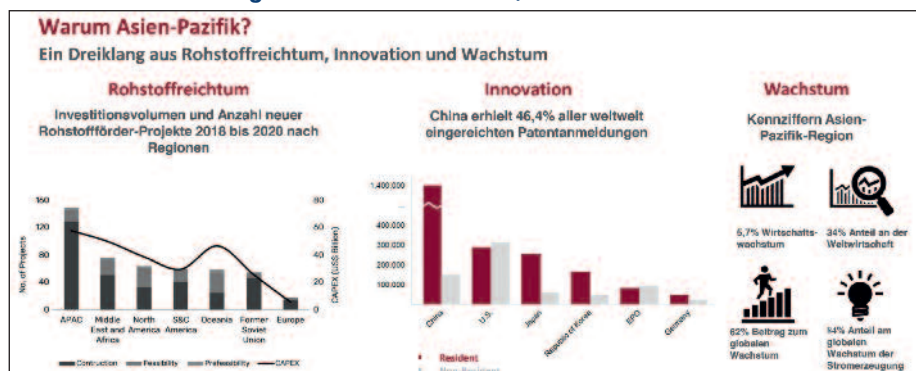 Warum Asien-Pazifik?
Ein Dreiklang aus Rohstoffreichtum, Innovation und Wachstum
Rohstoffreichtum
Investitionsvolumen und Anzahl neuer
Rohstoffförder-Projekte 2018 bis 2020 nach
Regionen
150
120
80
40
0
No. of Projects
80
60
40
20
0
CAPEX (US$ Billion)
APAC
Middle
East and
Africa
North
America
S&C
America
Oceania
Former
Soviet
Union
Europe
Contruction
Feasibility
Prefeasibility
CAPEX
Innovation
China erhielt 46,4% aller weltweit
eingereichten Patentanmeldungen
1,400,000
400,000
300,000
200,000
100,000
China
U.S.
Japan
Republic of Korea
EPO
Germany
Resident
Wachstum
Kennziffern Asien-
Pazifik-Region
5,7% Wirtschafts-
wachstum
34% Anteil an der
Weltwirtschaft
62% Beitrag zum
globalen
Wachstum
Anteil am
globalen
Wachstum der
Stromerzeugung